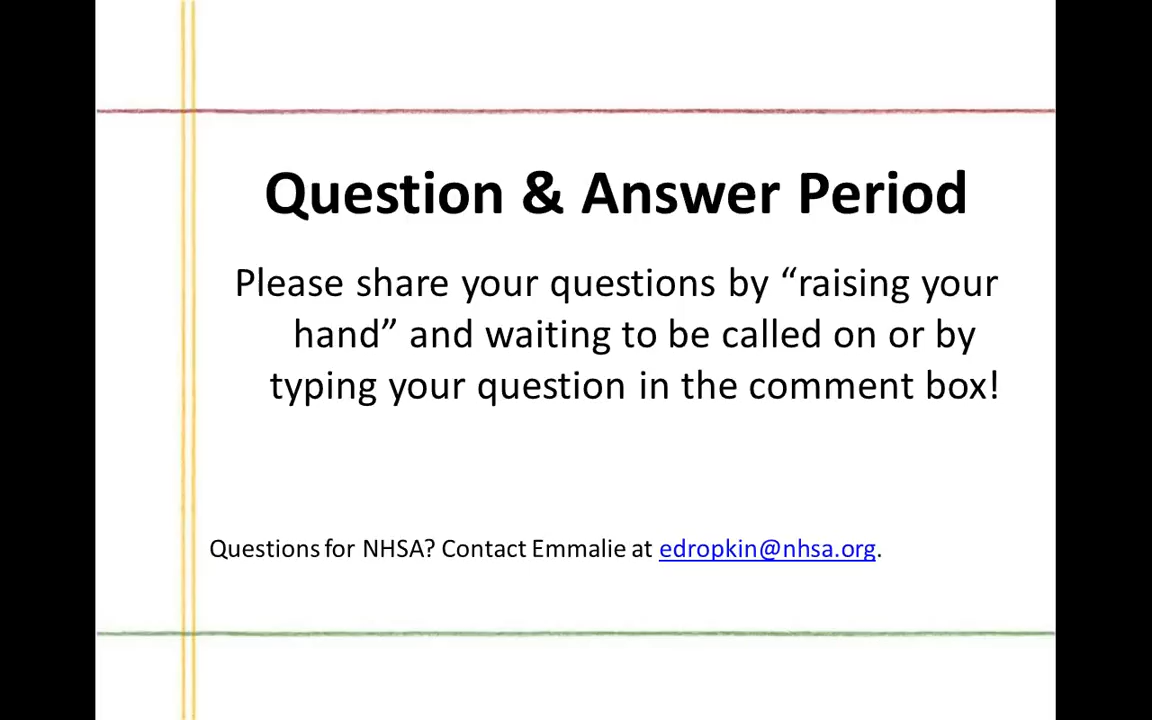 Question & Answer Period
Please share your questions by “raising your
hand” and waiting to be called on or by
typing your question in the comment box!
Questions for NHSA? Contact Emmalie at edropkin@nhsa.org.